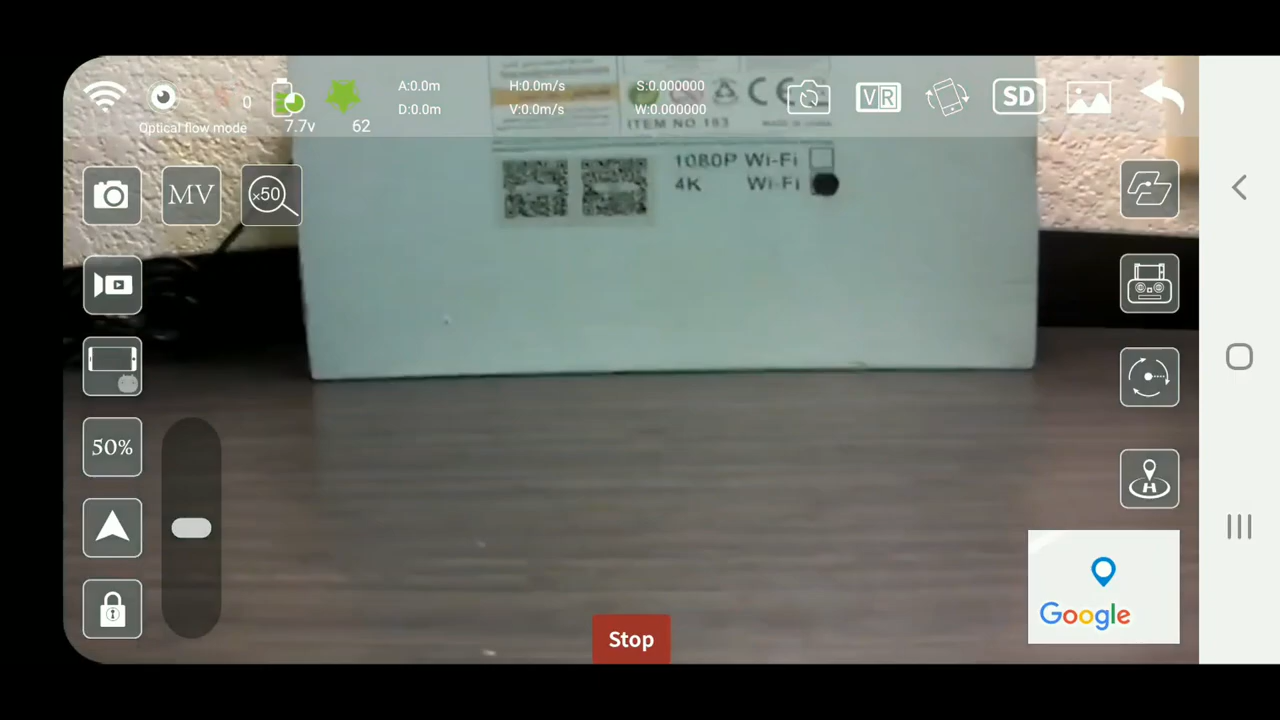 A:0.0m
H:0.0m/s
S:0.000000
VR
SD
0
D:0.0m
V:0.0m/s
W:0.000000
Optical flow mode
7.7v
62
ITEM NO 193
1080P Wi-Fi
4K Wi-Fi
MV
x50
50%
H
Google
Stop